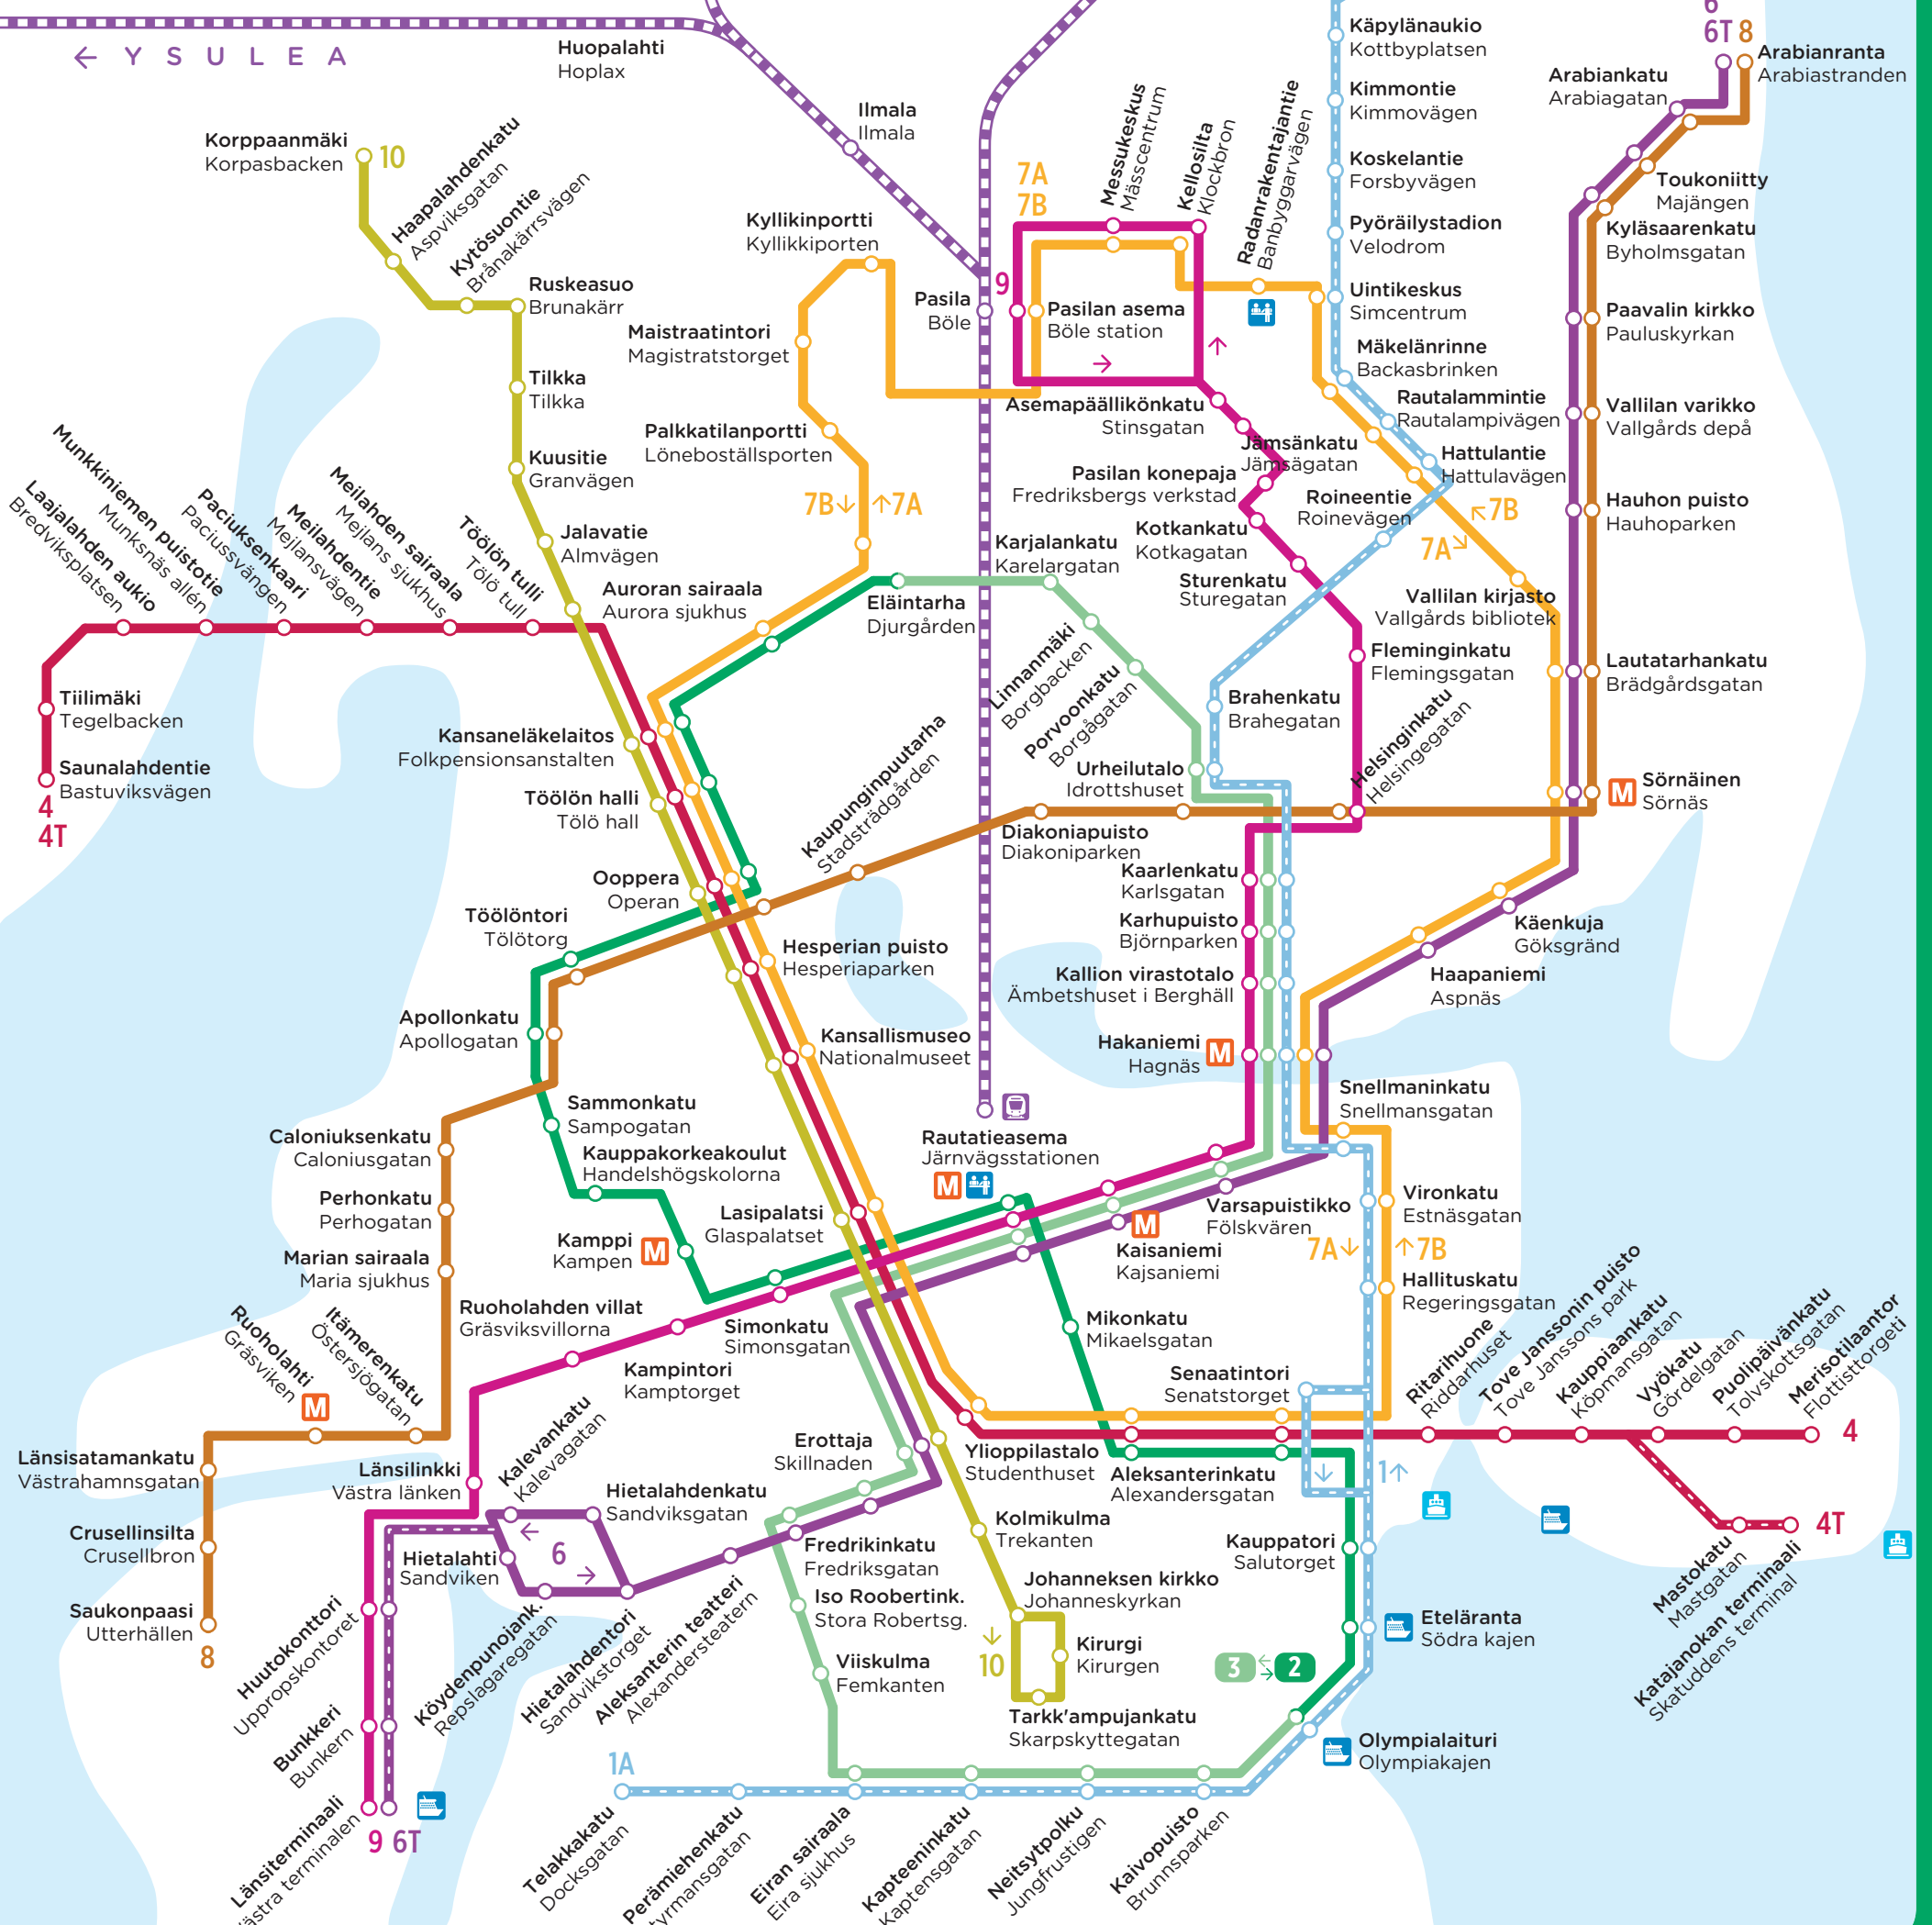 ← Y S U L E A
Huopalahti
Hoplax
Ilmala
Ilmala
Käpylänaukio
Kottbyplatsen
Kimmontie
Kimmovägen
Koskelantie
Forsbyvägen
Pyöräilystadion
Velodrom
Uintikeskus
Simcentrum
Mäkelänrinne
Backasbrinken
Rautalammintie
Rautalampivägen
Hattulantie
Hattulavägen
6T 8
Arabianranta
Arabiastranden
Arabiankatu
Arabiagatan
Toukoniitty
Majängen
Kyläsaarenkatu
Byholmsgatan
Paavalin kirkko
Pauluskyrkan
Vallilan varikko
Vallgårds depå
Hauhon puisto
Hauhoparken
Lautatarhankatu
Brädgårdsgatan
M
Sörnäinen
Sörnäs
Korppaanmäki
Korpasbacken
10
Haapalahdenkatu
Aspviksgatan
Kytösuontie
Brånakärrsvägen
Ruskeasuo
Brunakärr
Tilkka
Tilkka
Kuusitie
Granvägen
Jalavatie
Almvägen
Kyllikinportti
Kyllikkiporten
Maistraatintori
Magistratstorget
Palkkatilanportti
Löneboställsporten
7B↓ ↑7A
Auroran sairaala
Aurora sjukhus
Pasila
Böle
7A
7B
9
Messukeskus
Mässcentrum
Kellosilta
Klockbron
Radanrakentajantie
Banbyggarvägen
Pasilan asema
Böle station
Asemapäällikönkatu
Stinsgatan
Jämsänkatu
Jämsägatan
Pasilan konepaja
Fredriksbergs verkstad
Roineentie
Roinevägen
Kotkankatu
Kotkagatan
Sturenkatu
Sturegatan
7B
7A
Vallilan kirjasto
Vallgårds bibliotek
Fleminginkatu
Flemingsgatan
Helsinginkatu
Helsingegatan
Karjalankatu
Karelargatan
Eläintarha
Djurgården
Linnanmäki
Borgbacken
Porvoonkatu
Borgågatan
Brahenkatu
Brahegatan
Urheilutalo
Idrottshuset
Laajalahden aukio
Bredviksplatsen
Munkkiniemen puistotie
Munksnäs allén
Paciuksenkaari
Paciussvängen
Meilahdentie
Mejlansvägen
Meilahden sairaala
Mejlans sjukhus
Töölön tulli
Tölö tull
Tiilimäki
Tegelbacken
Saunalahdentie
Bastuviksvägen
4
4T
Kansaneläkelaitos
Folkpensionsanstalten
Töölön halli
Tölö hall
Ooppera
Operan
Töölöntori
Tölötorg
Kaupunginpuutarha
Stadsträdgården
Diakoniapuisto
Diakoniparken
Kaarlenkatu
Karlsgatan
Karhupuisto
Björnparken
Kallion virastotalo
Ämbetshuset i Berghäll
Hakaniemi
Hagnäs
M
Käenkuja
Göksgränd
Haapaniemi
Aspnäs
Hesperian puisto
Hesperiaparken
Kansallismuseo
Nationalmuseet
Apollonkatu
Apollogatan
Sammonkatu
Sampogatan
Kauppakorkeakoulut
Handelshögskolorna
Caloniuksenkatu
Caloniusgatan
Perhonkatu
Perhogatan
Marian sairaala
Maria sjukhus
Kamppi
Kampen
M
Lasipalatsi
Glaspalatset
Rautatieasema
Järnvägsstationen
M
Snellmaninkatu
Snellmansgatan
Varsapuistikko
Fölskvären
M
Kaisaniemi
Kajsaniemi
Vironkatu
Estnäsgatan
7A↓ ↑7B
Hallituskatu
Regeringsgatan
Ruoholahden villat
Gräsviksvillorna
Simonkatu
Simonsgatan
Kampintori
Kamptorget
Mikonkatu
Mikaelsgatan
Senaatintori
Senatstorget
Ruoholahti
Gräsviken
M
Itämerenkatu
Östersjögatan
Länsisatamankatu
Västrahamnsgatan
Crusellinsilta
Crusellbron
Saukonpaasi
Utterhällen
8
Länsilinkki
Västra länken
Kalevankatu
Kalevagatan
Hietalahdenkatu
Sandviksgatan
Hietalahti
Sandviken
←
6
→
Erottaja
Skillnaden
Ylioppilastalo
Studenthuset
Aleksanterinkatu
Alexandersgatan
↓ 1↑
Ritarihuone
Riddarhuset
Tove Janssonin puisto
Tove Janssons park
Kauppiaankatu
Köpmansgatan
Vyökatu
Gördelgatan
Puolipäivänkatu
Tolvskottsgatan
Merisotilaantor
Flottisttorgeti
4
4T
Mastokatu
Mastgatan
Katajanokan terminaali
Skatuddens terminal
Kolmikulma
Trekanten
Kauppatori
Salutorget
Fredrikinkatu
Fredriksgatan
Johanneksen kirkko
Johanneskyrkan
Iso Roobertink.
Stora Robertsg.
Kirurgi
Kirurgen
↓
10
Viiskulma
Femkanten
Tarkk'ampujankatu
Skarpskyttegatan
3 2
Eteläranta
Södra kajen
Olympialaituri
Olympiakajen
Huutokonttori
Uppropskontoret
Bunkkeri
Bunkern
Köydenpunojank.
Repslagaregatan
Hietalahdentori
Sandvikstorget
Aleksanterin teatteri
Alexandersteatern
Länsiterminaali
ästra terminalen
9 6T
1A
Telakkakatu
Docksgatan
Perämiehenkatu
tyrmansgatan
Eiran sairaala
Eira sjukhus
Kapteeninkatu
Kaptensgatan
Neitsytpolku
Jungfrustigen
Kaivopuisto
Brunnsparken